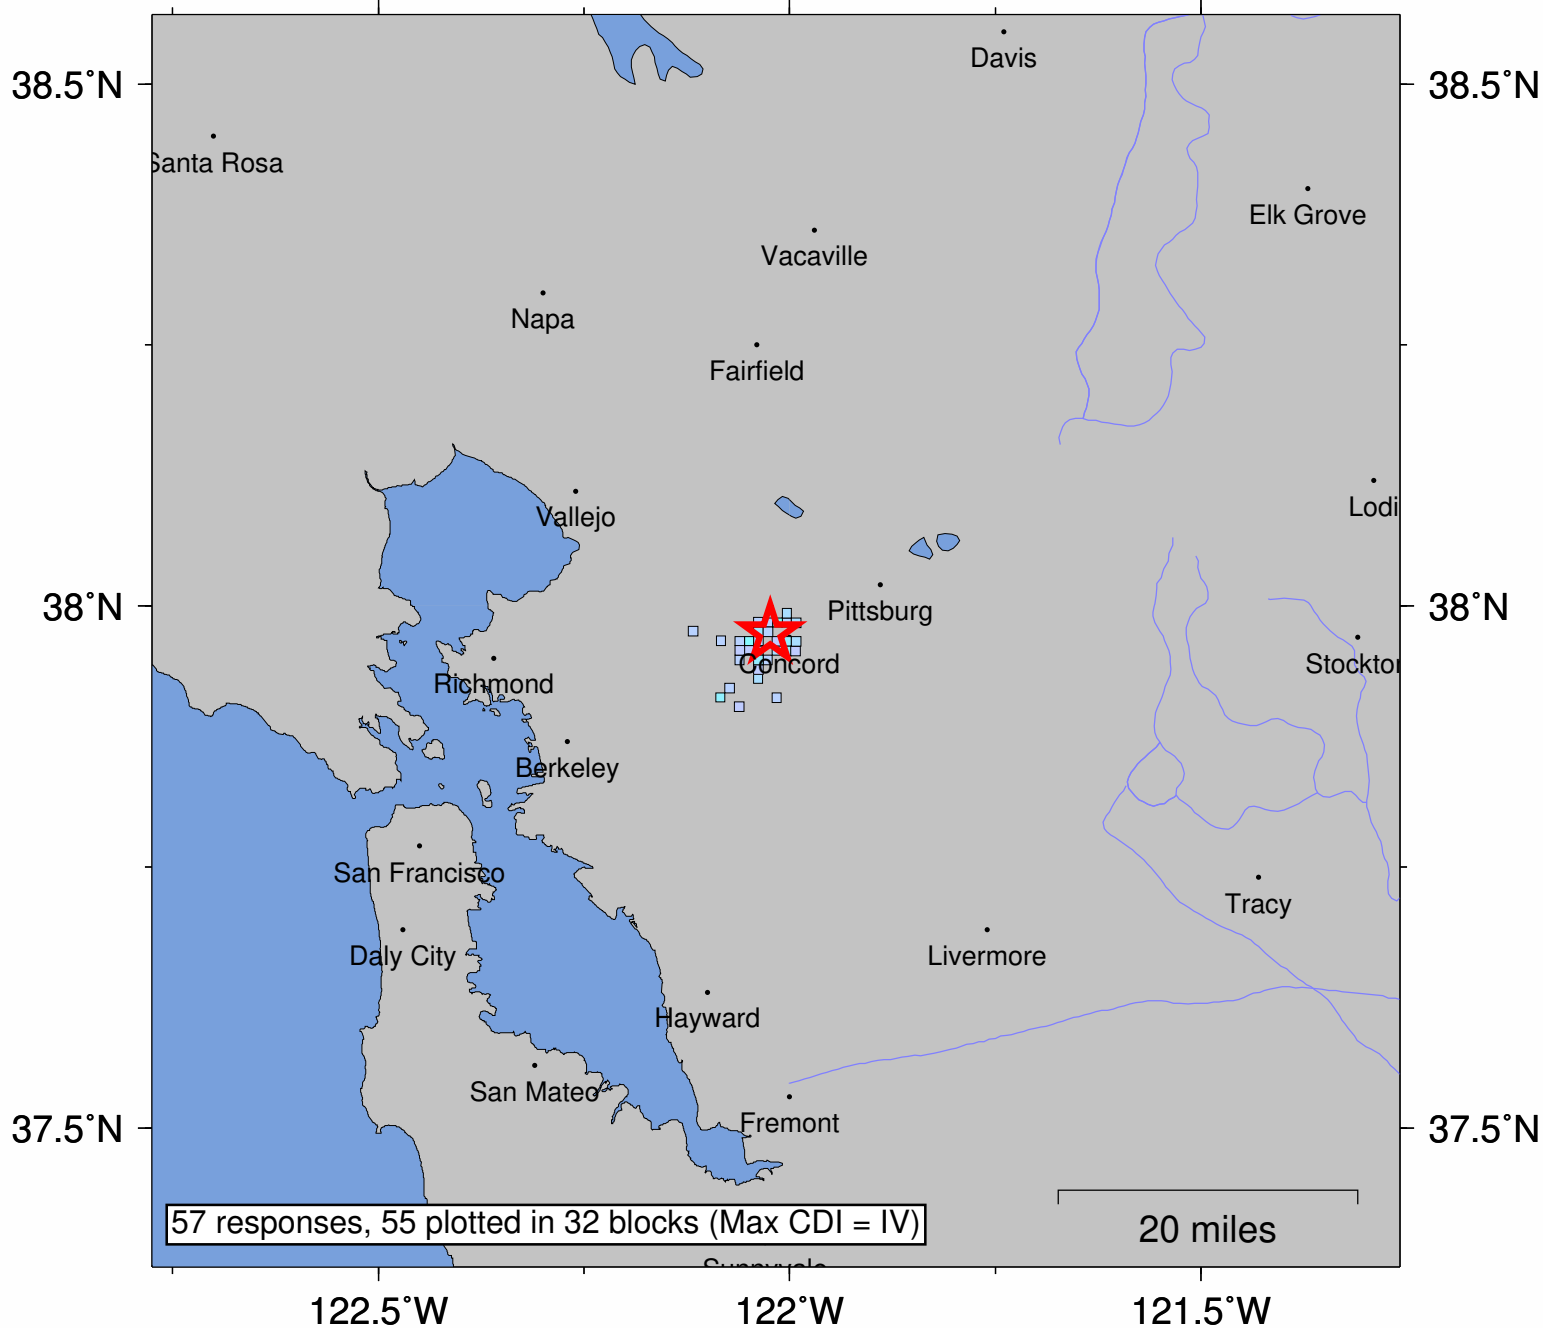 Davis
38.5°N
38.5°N
Santa Rosa
Elk Grove
Vacaville
Napa
Fairfield
Lodi
Vallejo
38°N
Pittsburg
38°N
Concord
Stockton
Richmond
Berkeley
San Francisco
Tracy
Daly City
Livermore
Hayward
San Mateo
Fremont
37.5°N
37.5°N
57 responses, 55 plotted in 32 blocks (Max CDI = IV)
20 miles
Sunnyvale
122.5°W
122°W
121.5°W